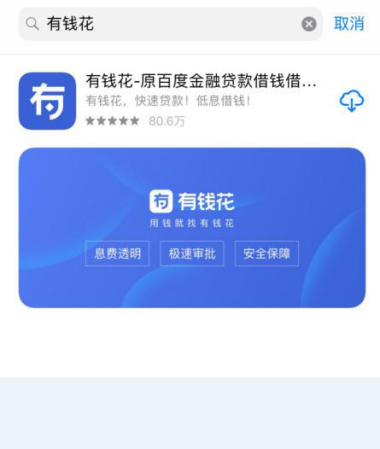 有钱花
取消
有钱花-原百度金融贷款借钱借...
有钱花，快速贷款！低息借钱！
80.6万
有钱花
用钱就找有钱花
息费透明
极速审批
安全保障